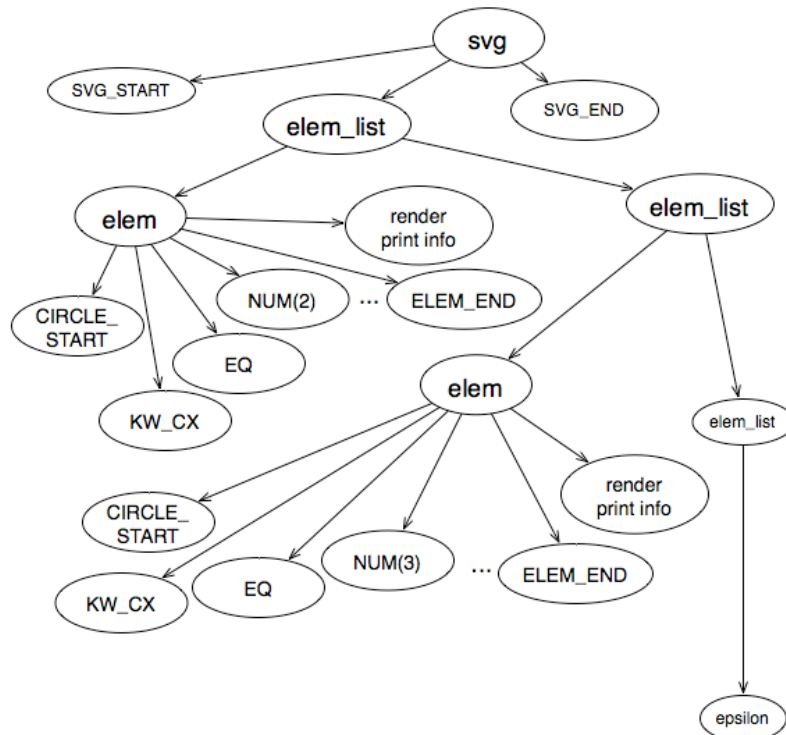 svg
SVG_START
SVG_END
elem_list
elem
render
print info
elem_list
CIRCLE_
START
NUM(2)
...
ELEM_END
EQ
KW_CX
elem
elem_list
CIRCLE_
START
render
print info
KW_CX
EQ
NUM(3)
...
ELEM_END
epsilon